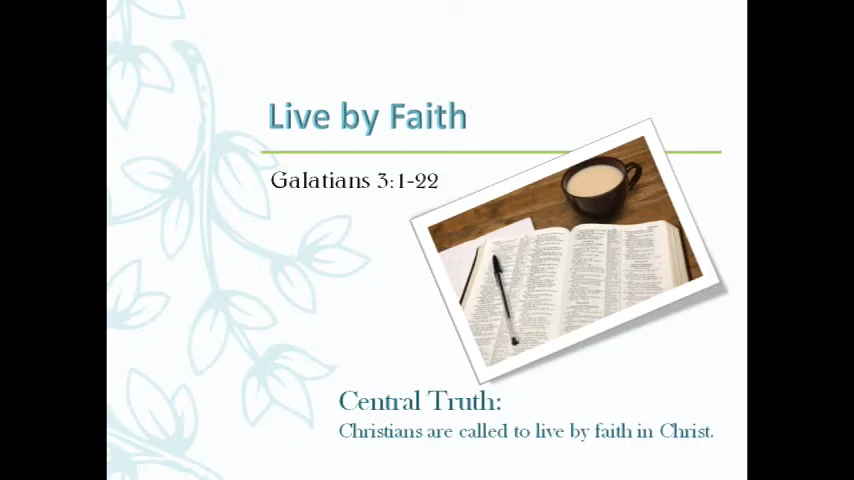 Live by Faith
Galatians 3:1-22
Central Truth:
Christians are called to live by faith in Christ.